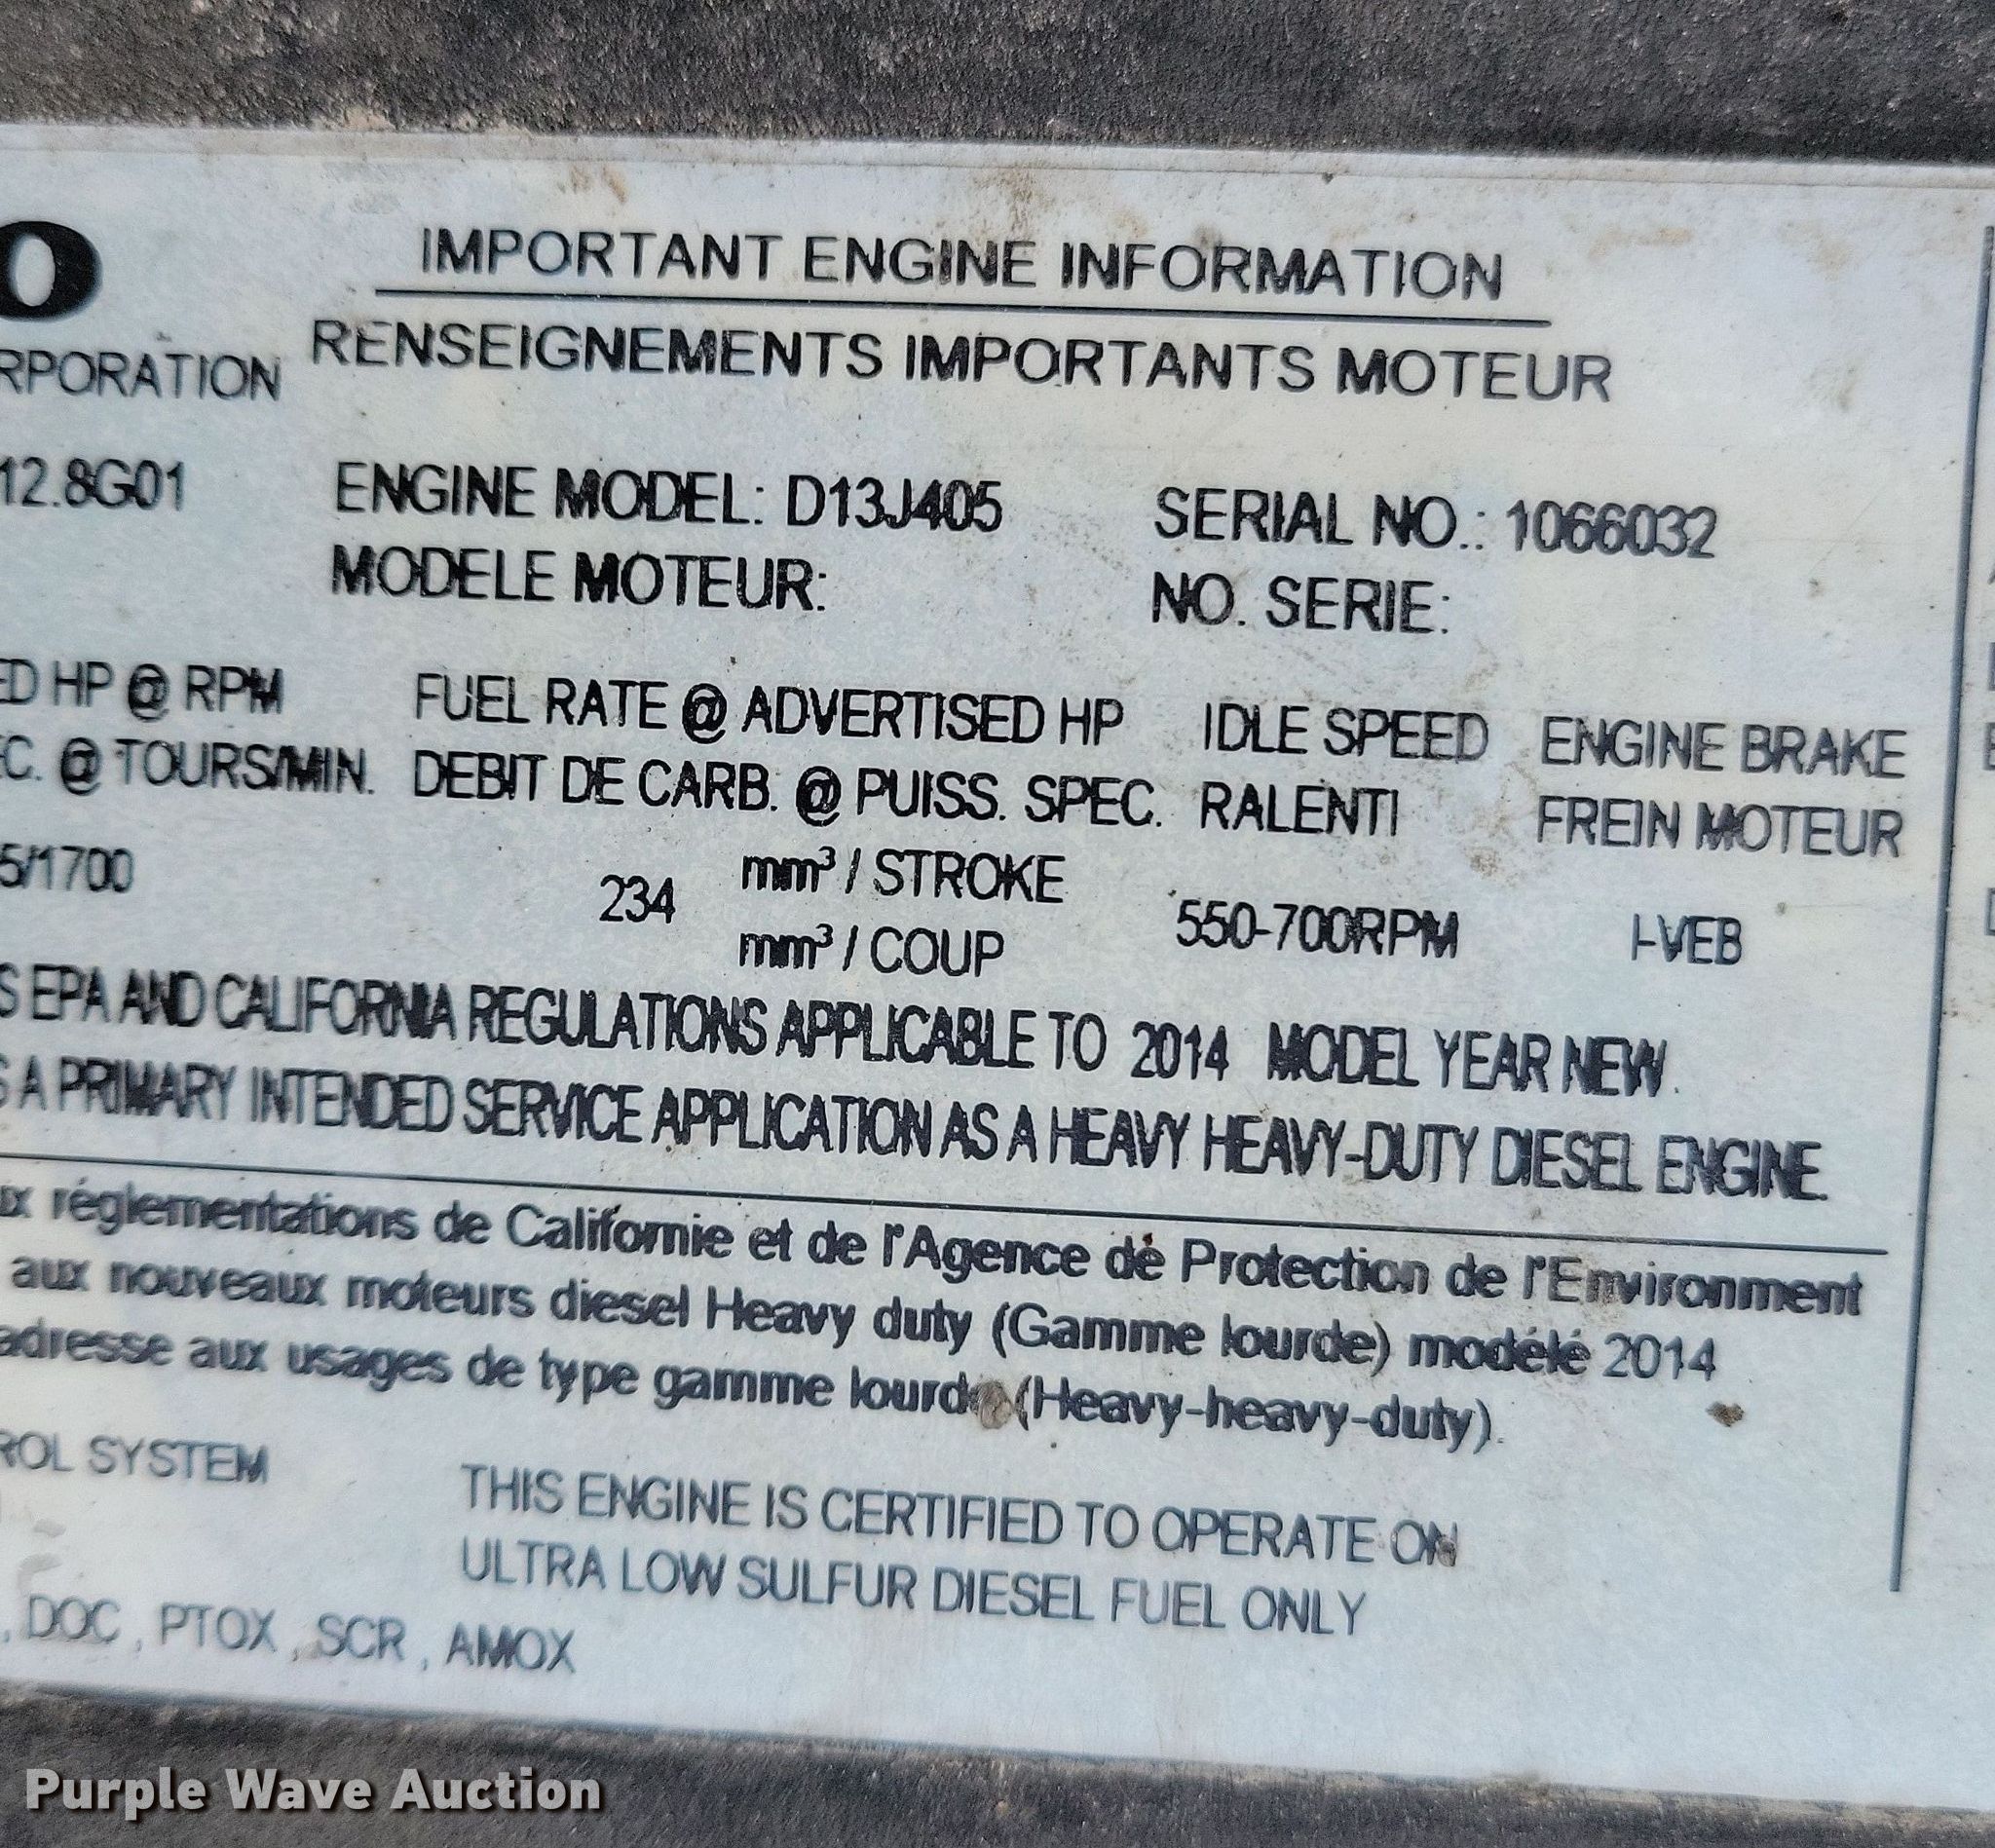 O
IMPORTANT ENGINE INFORMATION
RENSEIGNEMENTS IMPORTANTS MOTEUR
RPORATION
12.8G01
ENGINE MODEL: D13J405
SERIAL NO.: 1066032
MODELE MOTEUR:
NO. SERIE:
ED HP @ RPM
FUEL RATE @ ADVERTISED HP
IDLE SPEED
ENGINE BRAKE
EC. @ TOURS/MIN.
DEBIT DE CARB. @ PUISS. SPEC.
RALENTI
FREIN MOTEUR
5/1700
234
mm³ / STROKE
mm³ / COUP
550-700RPM
I-VEB
S EPA AND CALIFORNIA REGULATIONS APPLICABLE TO 2014 MODEL YEAR NEW
S A PRIMARY INTENDED SERVICE APPLICATION AS A HEAVY HEAVY-DUTY DIESEL ENGINE.
ux réglementations de Californie et de l'Agence de Protection de l'Environment
aux nouveaux moteurs diesel Heavy duty (Gamme lourde) modélé 2014
adresse aux usages de type gamme lourde (Heavy-heavy-duty).
ROL SYSTEM
THIS ENGINE IS CERTIFIED TO OPERATE ON
ULTRA LOW SULFUR DIESEL FUEL ONLY
, DOC , PTOX , SCR , AMOX
Purple Wave Auction